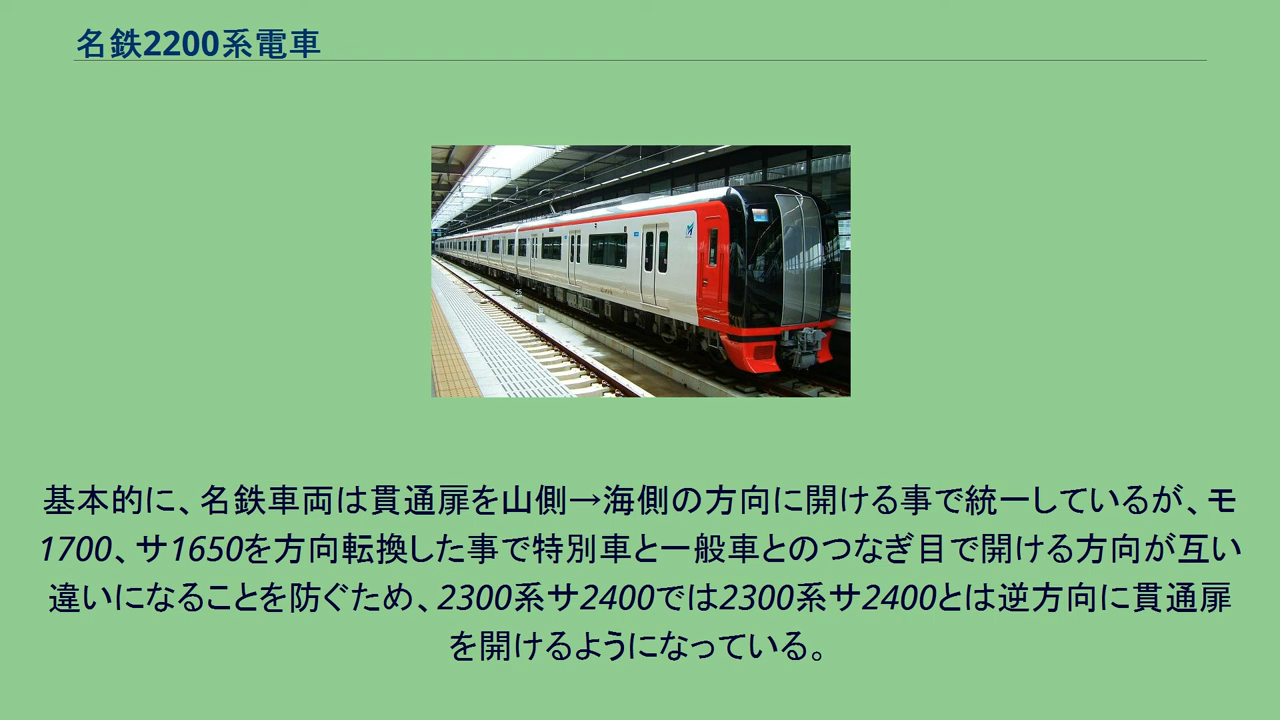 名鉄2200系電車
基本的に、名鉄車両は貫通扉を山側→海側の方向に開ける事で統一しているが、モ
1700、サ1650を方向転換した事で特別車と一般車とのつなぎ目で開ける方向が互い
違いになることを防ぐため、2300系サ2400では2300系サ2400とは逆方向に貫通扉
を開けるようになっている。